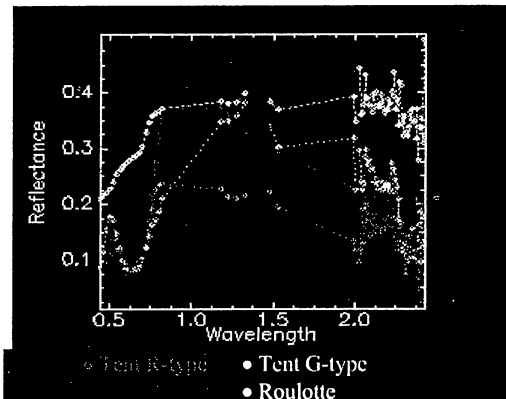 0.4
0.3
0.2
0.1
Reflectance
0.5 1.0 1.5 2.0
Wavelength
Tent R-type
Tent G-type
Roulotte